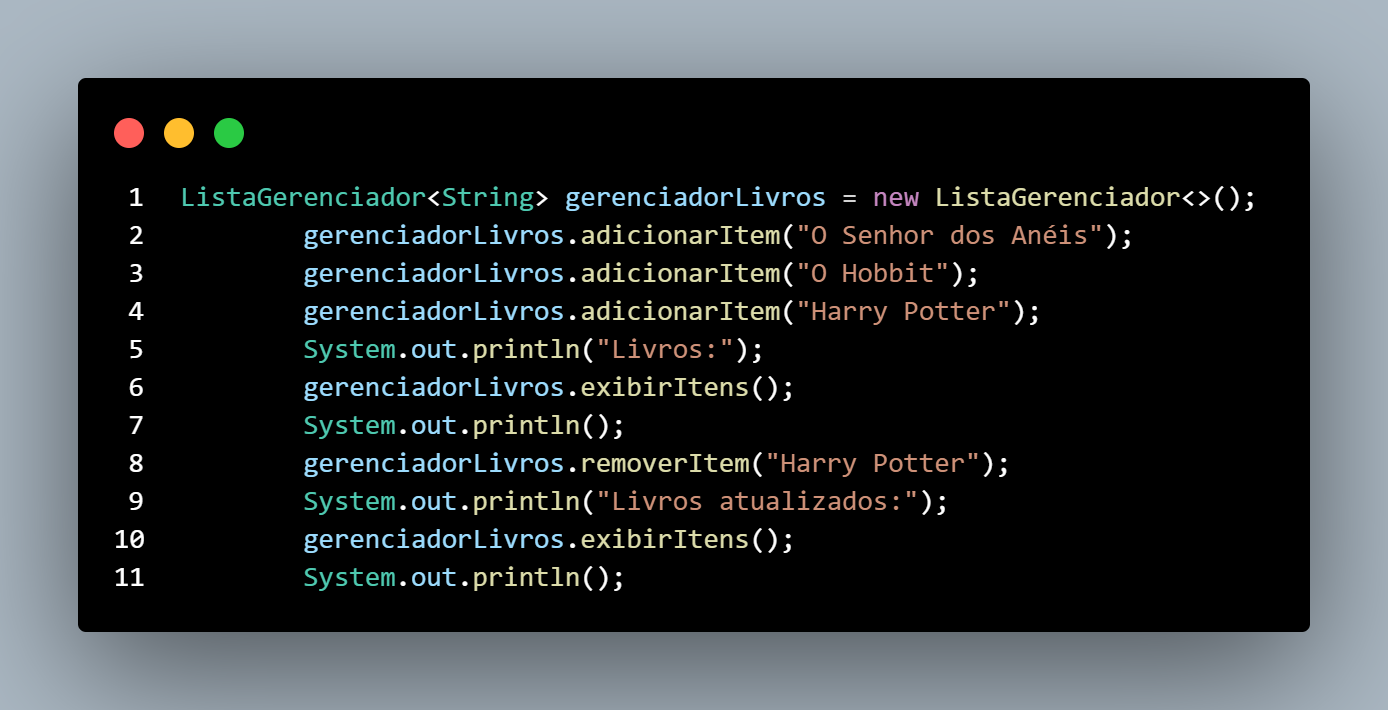 1 ListaGerenciador<String> gerenciadorLivros = new ListaGerenciador<>();
2 gerenciadorLivros.adicionarItem("O Senhor dos Anéis");
3 gerenciadorLivros.adicionarItem("O Hobbit");
4 gerenciadorLivros.adicionarItem("Harry Potter");
5 System.out.println("Livros:");
6 gerenciadorLivros.exibirItens();
7 System.out.println();
8 gerenciadorLivros.removerItem("Harry Potter");
9 System.out.println("Livros atualizados:");
10 gerenciadorLivros.exibirItens();
11 System.out.println();